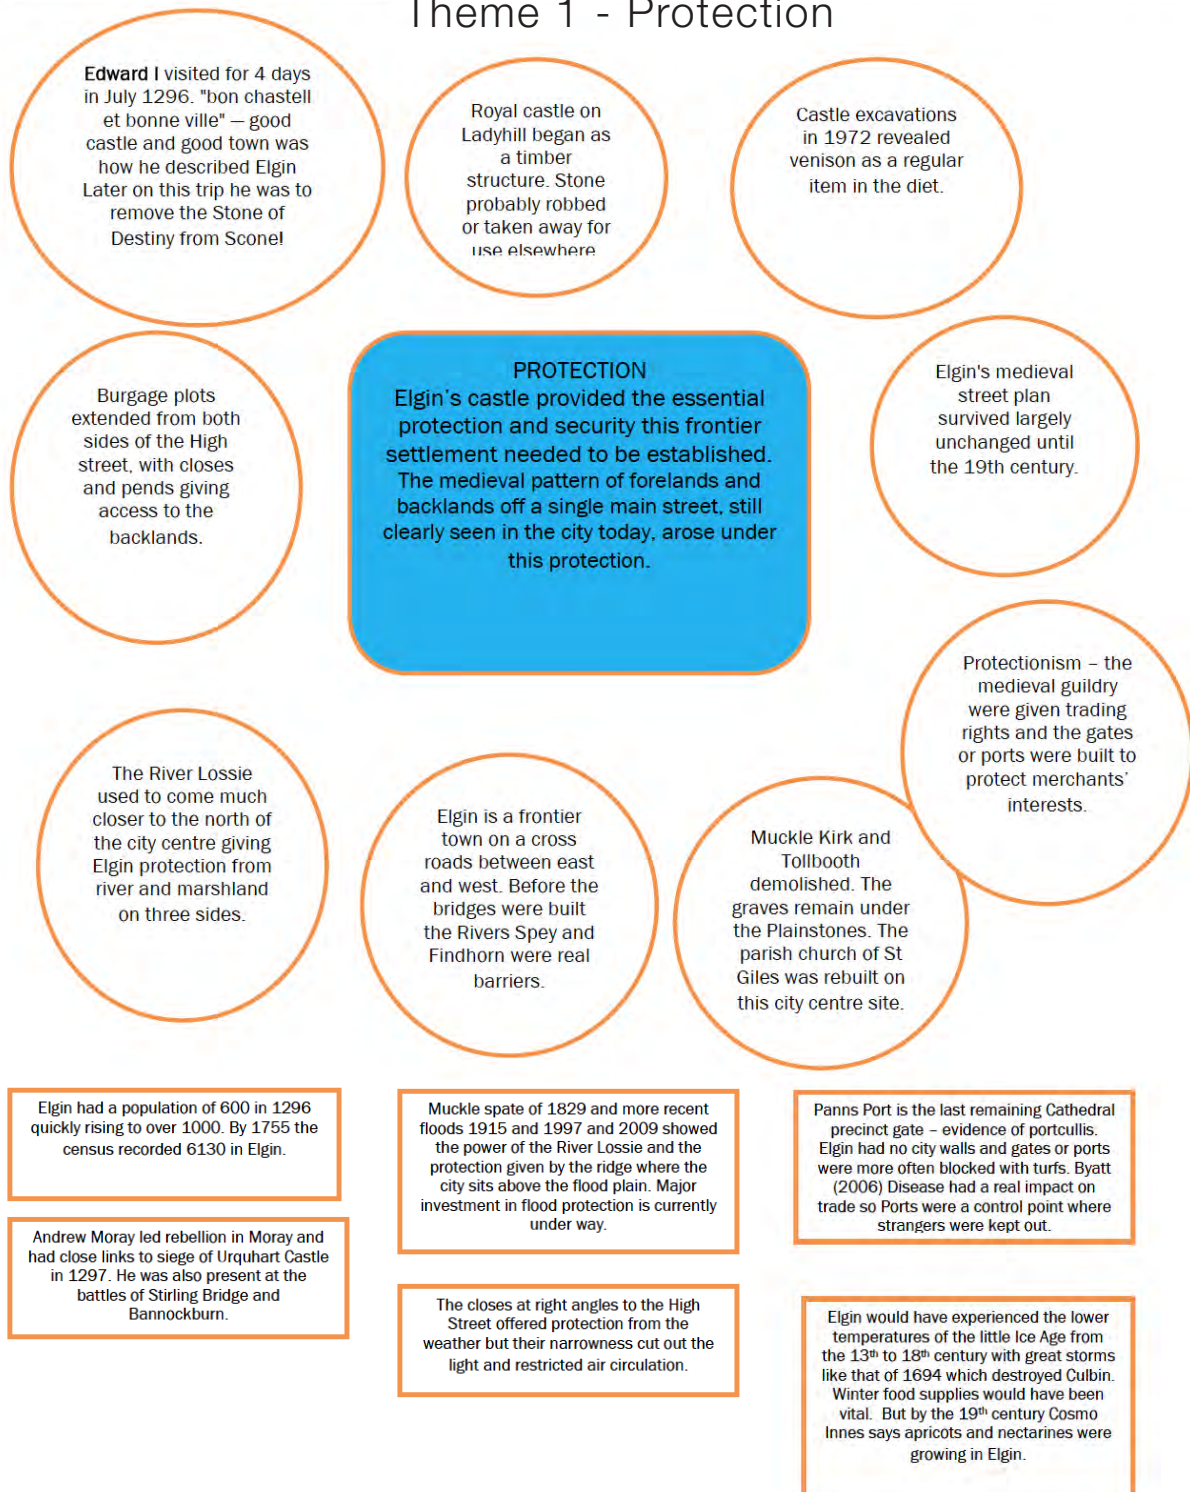 Theme 1 - Protection
Edward I visited for 4 days
in July 1296. "bon chastell
et bonne ville" — good
castle and good town was
how he described Elgin
Later on this trip he was to
remove the Stone of
Destiny from Scone!
Royal castle on
Ladyhill began as
a timber
structure. Stone
probably robbed
or taken away for
use elsewhere
Castle excavations
in 1972 revealed
venison as a regular
item in the diet.
Burgage plots
extended from both
sides of the High
street, with closes
and pends giving
access to the
backlands.
PROTECTION
Elgin's castle provided the essential
protection and security this frontier
settlement needed to be established.
The medieval pattern of forelands and
backlands off a single main street, still
clearly seen in the city today, arose under
this protection.
Elgin's medieval
street plan
survived largely
unchanged until
the 19th century.
Protectionism – the
medieval guildry
were given trading
rights and the gates
or ports were built to
protect merchants'
interests.
The River Lossie
used to come much
closer to the north of
the city centre giving
Elgin protection from
river and marshland
on three sides.
Elgin is a frontier
town on a cross
roads between east
and west. Before the
bridges were built
the Rivers Spey and
Findhorn were real
barriers.
Muckle Kirk and
Tollbooth
demolished. The
graves remain under
the Plainstones. The
parish church of St
Giles was rebuilt on
this city centre site.
Elgin had a population of 600 in 1296
quickly rising to over 1000. By 1755 the
census recorded 6130 in Elgin.
Andrew Moray led rebellion in Moray and
had close links to siege of Urquhart Castle
in 1297. He was also present at the
battles of Stirling Bridge and
Bannockburn.
Muckle spate of 1829 and more recent
floods 1915 and 1997 and 2009 showed
the power of the River Lossie and the
protection given by the ridge where the
city sits above the flood plain. Major
investment in flood protection is currently
under way.
The closes at right angles to the High
Street offered protection from the
weather but their narrowness cut out the
light and restricted air circulation.
Panns Port is the last remaining Cathedral
precinct gate – evidence of portcullis.
Elgin had no city walls and gates or ports
were more often blocked with turfs. Byatt
(2006) Disease had a real impact on
trade so Ports were a control point where
strangers were kept out.
Elgin would have experienced the lower
temperatures of the little Ice Age from
the 13th to 18th century with great storms
like that of 1694 which destroyed Culbin.
Winter food supplies would have been
vital. But by the 19th century Cosmo
Innes says apricots and nectarines were
growing in Elgin.